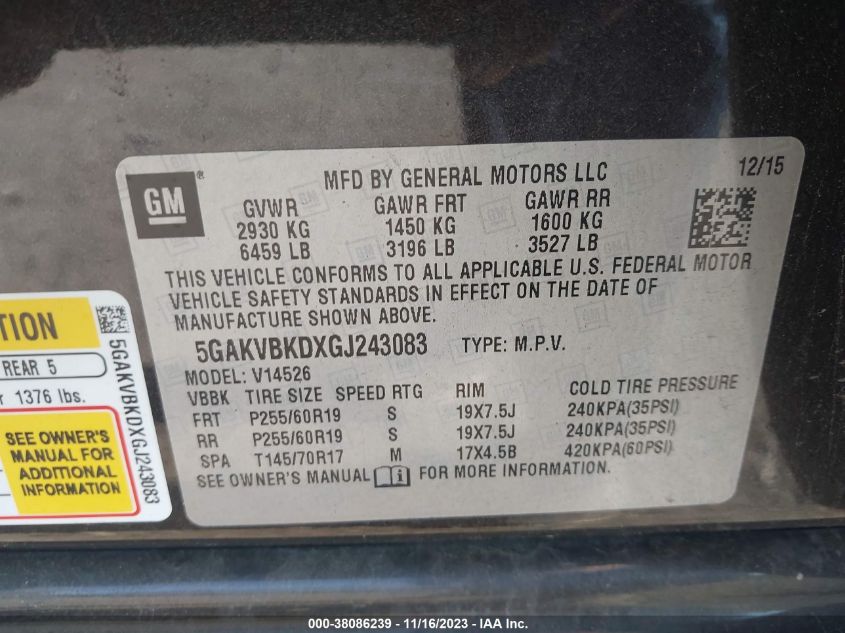 GM ®
MFD BY GENERAL MOTORS LLC
12/15
GVWR GAWR FRT GAWR RR
2930 KG 1450 KG 1600 KG
6459 LB 3196 LB 3527 LB
THIS VEHICLE CONFORMS TO ALL APPLICABLE U.S. FEDERAL MOTOR
VEHICLE SAFETY STANDARDS IN EFFECT ON THE DATE OF
MANUFACTURE SHOWN ABOVE.
5GAKVBKDXGJ243083 TYPE: M.P.V.
MODEL: V14526
VBBK TIRE SIZE SPEED RTG RIM COLD TIRE PRESSURE
FRT P255/60R19 S 19X7.5J 240KPA(35PSI)
RR P255/60R19 S 19X7.5J 240KPA(35PSI)
SPA T145/70R17 M 17X4.5B 420KPA(60PSI)
SEE OWNER'S MANUAL FOR MORE INFORMATION.
REAR 5
1376 lbs.
SEE OWNER'S
MANUAL FOR
ADDITIONAL
INFORMATION
5GAKVBKDXGJ243083
000-38086239 - 11/16/2023 - IAAI.com